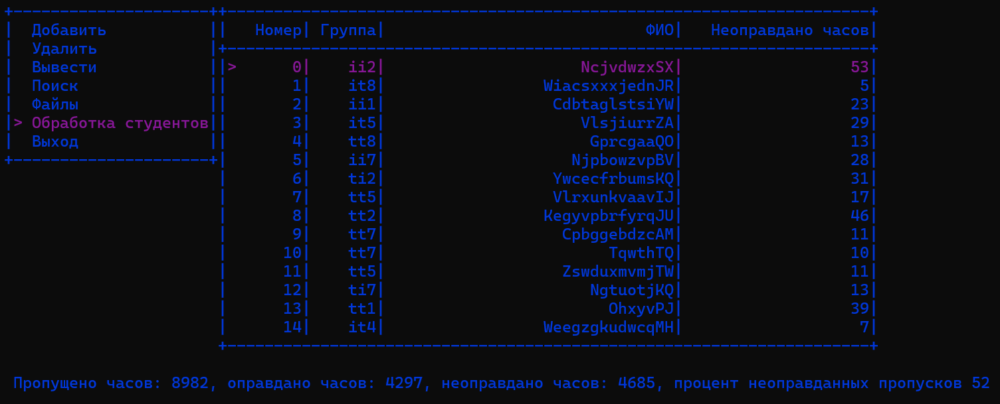 Добавить
Удалить
Вывести
Поиск
Файлы
> Обработка студентов
Выход
Номер| Группа| ФИО| Неоправдано часов
> 0| ii2| NcjvdwzxSX| 53
1| it8| WiacsxxxjednJR| 5
2| ii1| CdbtaglstsiYW| 23
3| it5| VlsjiurrZA| 29
4| tt8| GprcgaaQO| 13
5| ii7| NjpbowzvpBV| 28
6| ti2| YwcecfrbumsKQ| 31
7| tt5| VlrxunkvaavIJ| 17
8| tt2| KegyvpbrfyrqJU| 46
9| tt7| CpbggebdzcAM| 11
10| tt7| TqwthTQ| 10
11| tt5| ZswduxmvmjTW| 11
12| ti7| NgtuotjKQ| 13
13| tt1| OhxyvPJ| 39
14| it4| WeegzgkudwcqMH| 7
Пропущено часов: 8982, оправдано часов: 4297, неоправдано часов: 4685, процент неоправданных пропусков 52